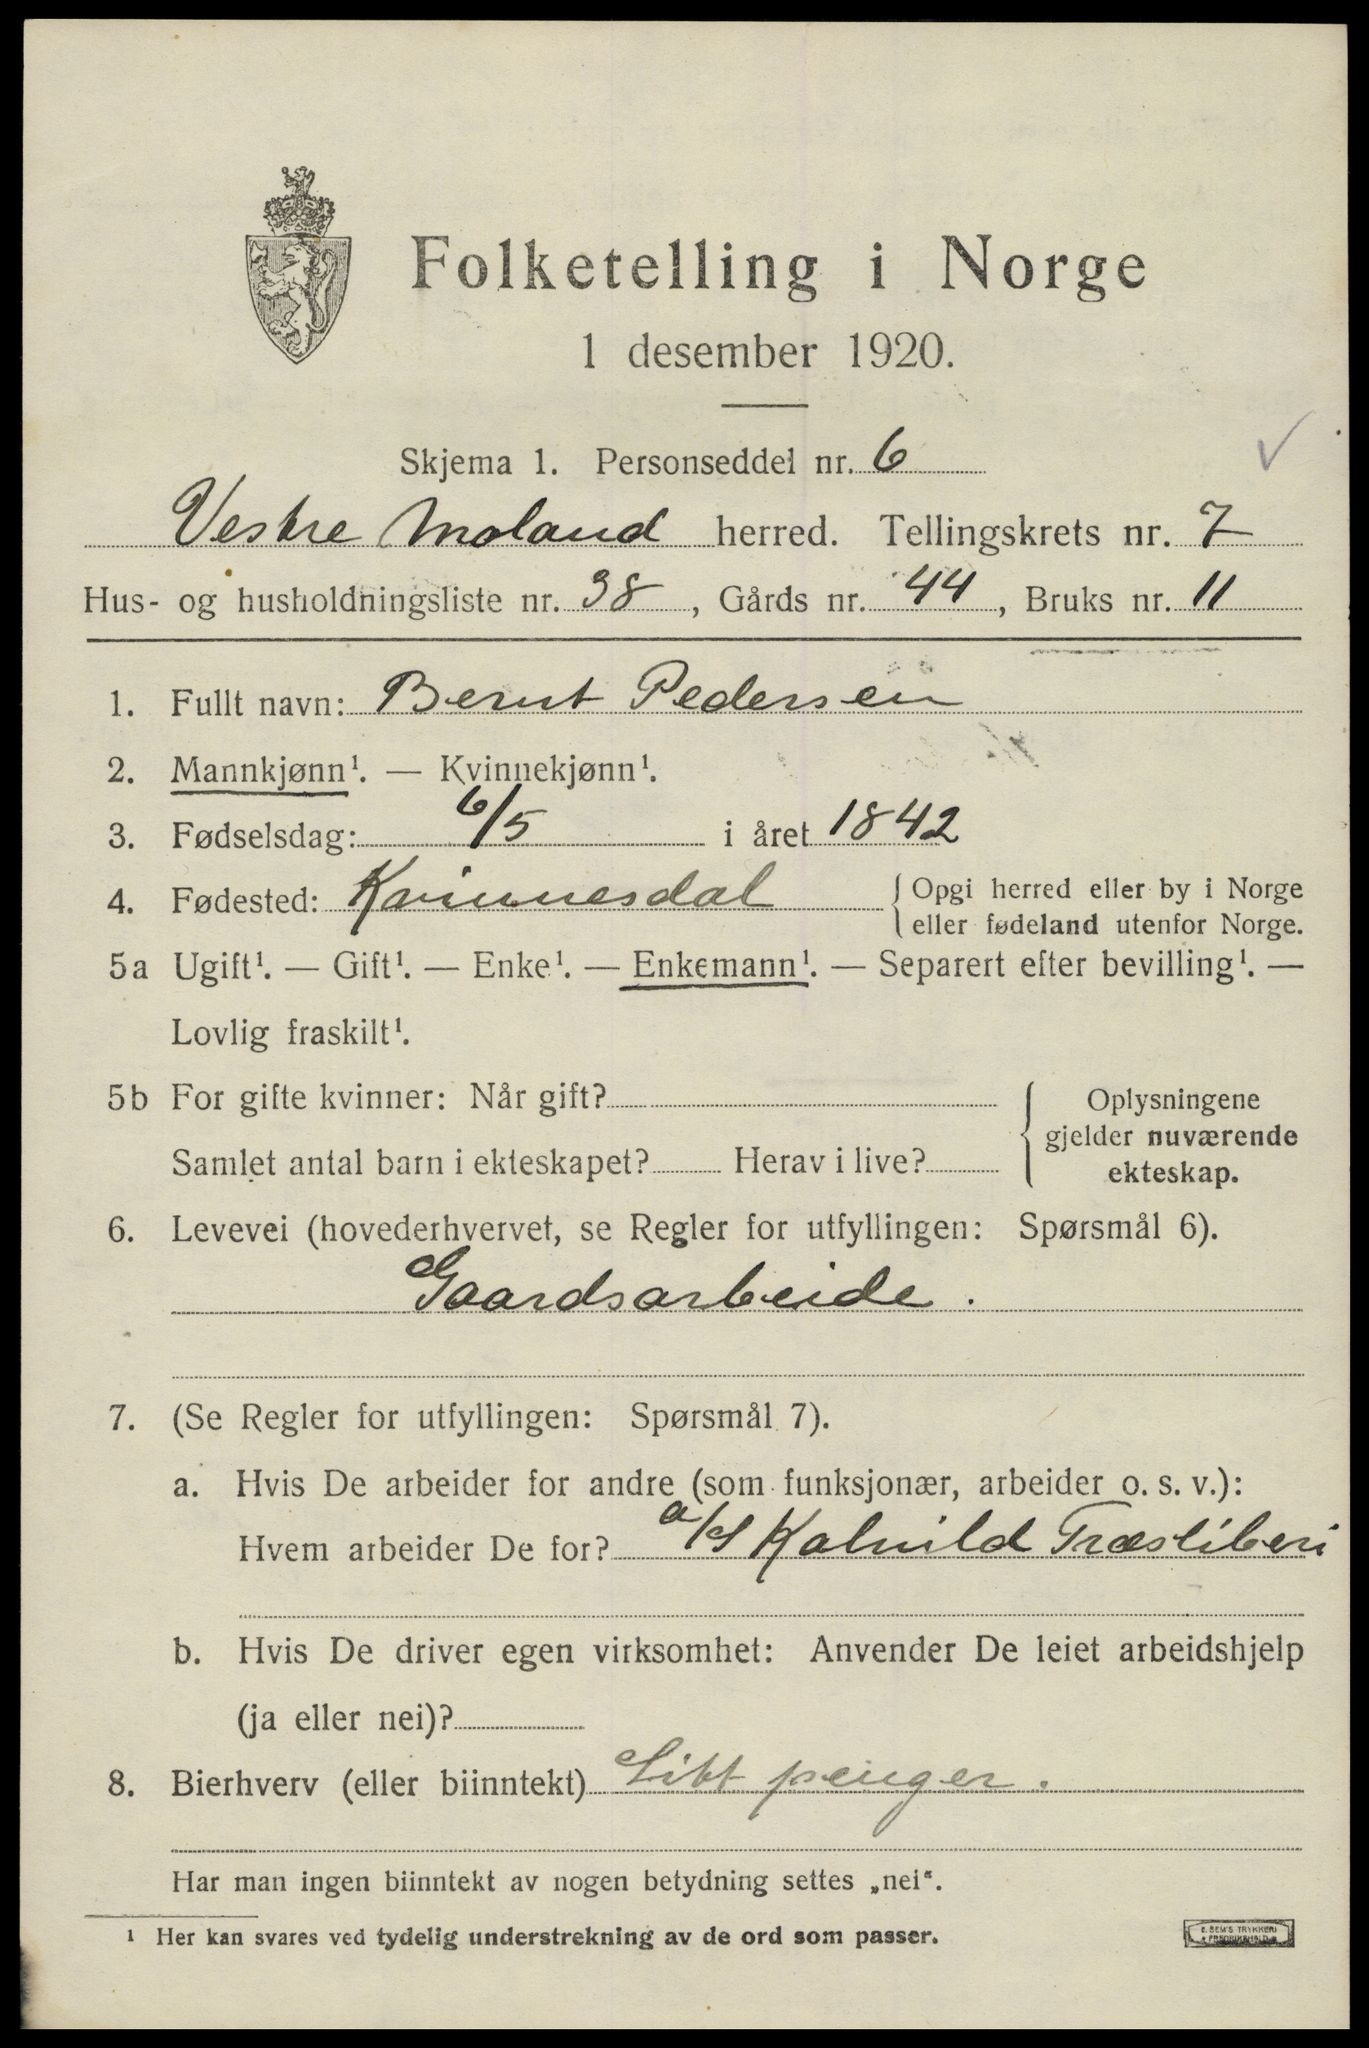 Folketelling i Norge
1 desember 1920.
Skjema 1. Personseddel nr. 6
Vestre Moland herred. Tellingskrets nr. 7
Hus- og husholdningsliste nr. 38, Gårds nr. 44, Bruks nr. 11
1. Fullt navn: Bernt Pedersen
2. Mannkjønn¹. — Kvinnekjønn¹.
3. Fødselsdag: 6/5 i året 1842
4. Fødested: Kvinnesdal { Opgi herred eller by i Norge
eller fødeland utenfor Norge.
5a Ugift¹. — Gift¹. — Enke¹. — Enkemann¹. — Separert efter bevilling¹. —
Lovlig fraskilt¹.
5b For gifte kvinner: Når gift?
Samlet antal barn i ekteskapet? Herav i live?
Oplysningene
gjelder nuværende
ekteskap.
6. Levevei (hovederhvervet, se Regler for utfyllingen: Spørsmål 6).
Gaardsarbeide.
7. (Se Regler for utfyllingen: Spørsmål 7).
a. Hvis De arbeider for andre (som funksjonær, arbeider o. s. v.):
Hvem arbeider De for? a/s Kalvild Træsliberi
b. Hvis De driver egen virksomhet: Anvender De leiet arbeidshjelp
(ja eller nei)?
8. Bierhverv (eller biinntekt) Litt penger.
Har man ingen biinntekt av nogen betydning settes „nei“.
¹ Her kan svares ved tydelig understrekning av de ord som passer.
E. SEM'S TRYKKERI
FREDRIKSHALD